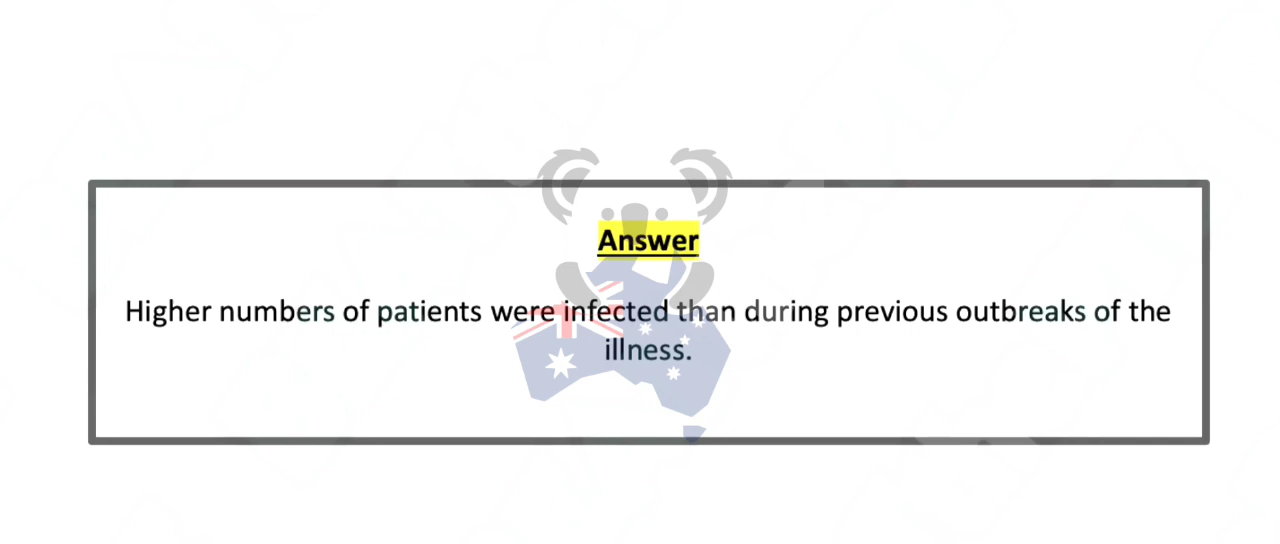 Answer
Higher numbers of patients were infected than during previous outbreaks of the
illness.